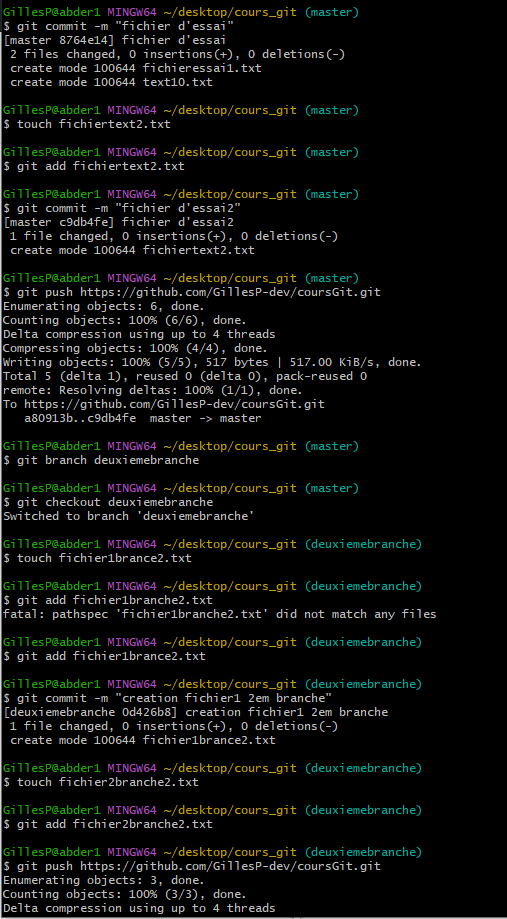 GillesP@abder1 MINGW64 ~/desktop/cours_git (master)
$ git commit -m "fichier d'essai"
[master 8764e14] fichier d'essai
 2 files changed, 0 insertions(+), 0 deletions(-)
 create mode 100644 fichieressai1.txt
 create mode 100644 text10.txt

GillesP@abder1 MINGW64 ~/desktop/cours_git (master)
$ touch fichiertext2.txt

GillesP@abder1 MINGW64 ~/desktop/cours_git (master)
$ git add fichiertext2.txt

GillesP@abder1 MINGW64 ~/desktop/cours_git (master)
$ git commit -m "fichier d'essai2"
[master c9db4fe] fichier d'essai2
 1 file changed, 0 insertions(+), 0 deletions(-)
 create mode 100644 fichiertext2.txt

GillesP@abder1 MINGW64 ~/desktop/cours_git (master)
$ git push https://github.com/GillesP-dev/coursGit.git
Enumerating objects: 6, done.
Counting objects: 100% (6/6), done.
Delta compression using up to 4 threads
Compressing objects: 100% (4/4), done.
Writing objects: 100% (5/5), 517 bytes | 517.00 KiB/s, done.
Total 5 (delta 1), reused 0 (delta 0), pack-reused 0
remote: Resolving deltas: 100% (1/1), done.
To https://github.com/GillesP-dev/coursGit.git
   a80913b..c9db4fe  master -> master

GillesP@abder1 MINGW64 ~/desktop/cours_git (master)
$ git branch deuxiemebranche

GillesP@abder1 MINGW64 ~/desktop/cours_git (master)
$ git checkout deuxiemebranche
Switched to branch 'deuxiemebranche'

GillesP@abder1 MINGW64 ~/desktop/cours_git (deuxiemebranche)
$ touch fichier1brance2.txt

GillesP@abder1 MINGW64 ~/desktop/cours_git (deuxiemebranche)
$ git add fichier1branche2.txt
fatal: pathspec 'fichier1branche2.txt' did not match any files

GillesP@abder1 MINGW64 ~/desktop/cours_git (deuxiemebranche)
$ git add fichier1brance2.txt

GillesP@abder1 MINGW64 ~/desktop/cours_git (deuxiemebranche)
$ git commit -m "creation fichier1 2em branche"
[deuxiemebranche 0d426b8] creation fichier1 2em branche
 1 file changed, 0 insertions(+), 0 deletions(-)
 create mode 100644 fichier1brance2.txt

GillesP@abder1 MINGW64 ~/desktop/cours_git (deuxiemebranche)
$ touch fichier2branche2.txt

GillesP@abder1 MINGW64 ~/desktop/cours_git (deuxiemebranche)
$ git add fichier2branche2.txt

GillesP@abder1 MINGW64 ~/desktop/cours_git (deuxiemebranche)
$ git push https://github.com/GillesP-dev/coursGit.git
Enumerating objects: 3, done.
Counting objects: 100% (3/3), done.
Delta compression using up to 4 threads